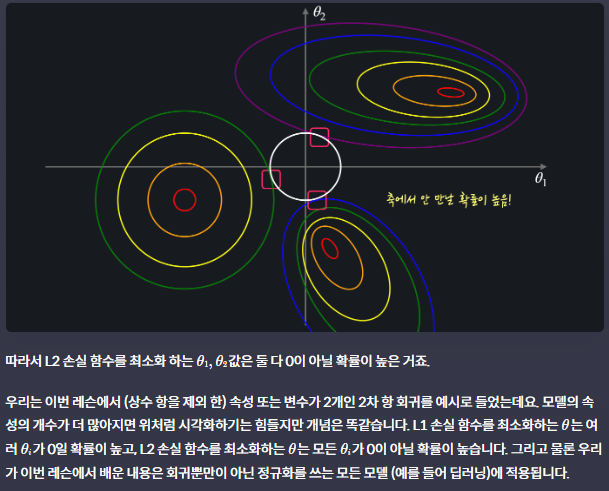 θ₂
θ₁
축에서 안 만날 확률이 높음!
따라서 L2 손실 함수를 최소화 하는 θ₁, θ₂값은 둘 다 0이 아닐 확률이 높은 거죠.
우리는 이번 레슨에서 (상수 항을 제외 한) 속성 또는 변수가 2개인 2차 항 회귀를 예시로 들었는데요. 모델의 속
성의 개수가 더 많아지면 위처럼 시각화하기는 힘들지만 개념은 똑같습니다. L1 손실 함수를 최소화하는 θ는 여
러 θᵢ가 0일 확률이 높고, L2 손실 함수를 최소화하는 θ는 모든 θᵢ가 0이 아닐 확률이 높습니다. 그리고 물론 우리
가 이번 레슨에서 배운 내용은 회귀뿐만이 아닌 정규화를 쓰는 모든 모델 (예를 들어 딥러닝)에 적용됩니다.